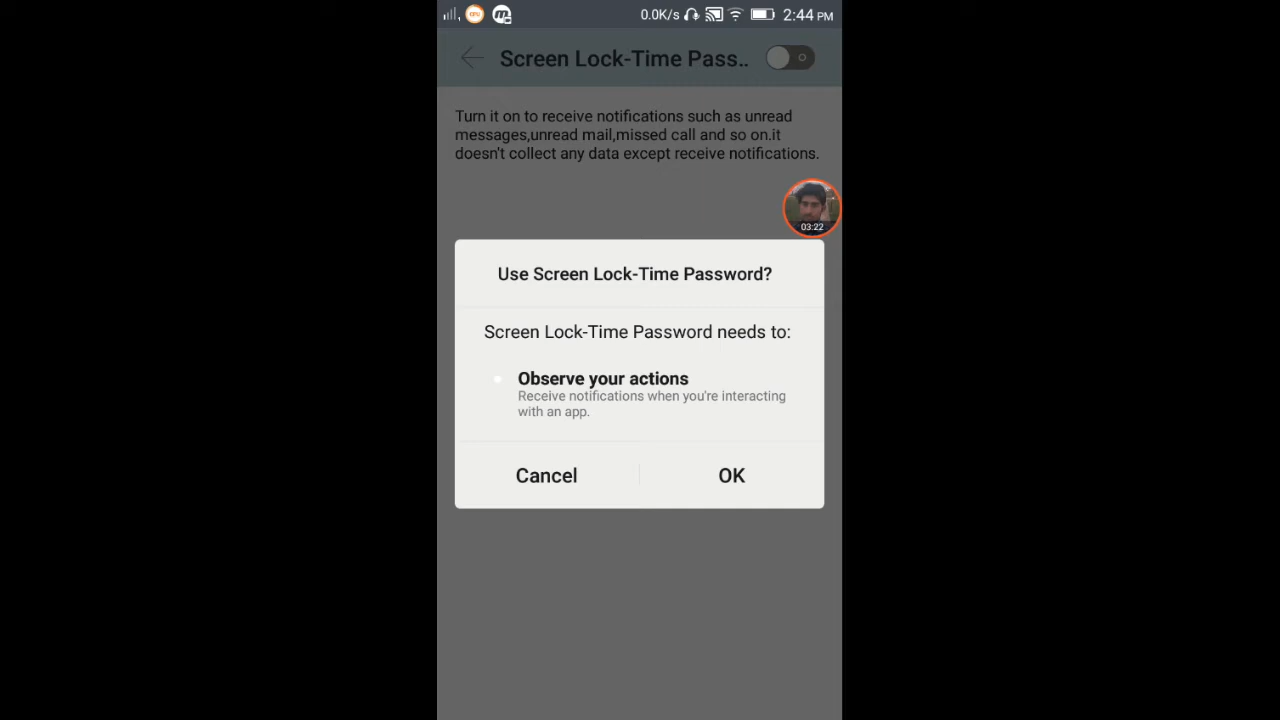 0.0K/s 2:44 PM
Screen Lock-Time Pass..
Turn it on to receive notifications such as unread
messages,unread mail,missed call and so on.it
doesn't collect any data except receive notifications.
03:22
Use Screen Lock-Time Password?
Screen Lock-Time Password needs to:
Observe your actions
Receive notifications when you're interacting
with an app.
Cancel OK